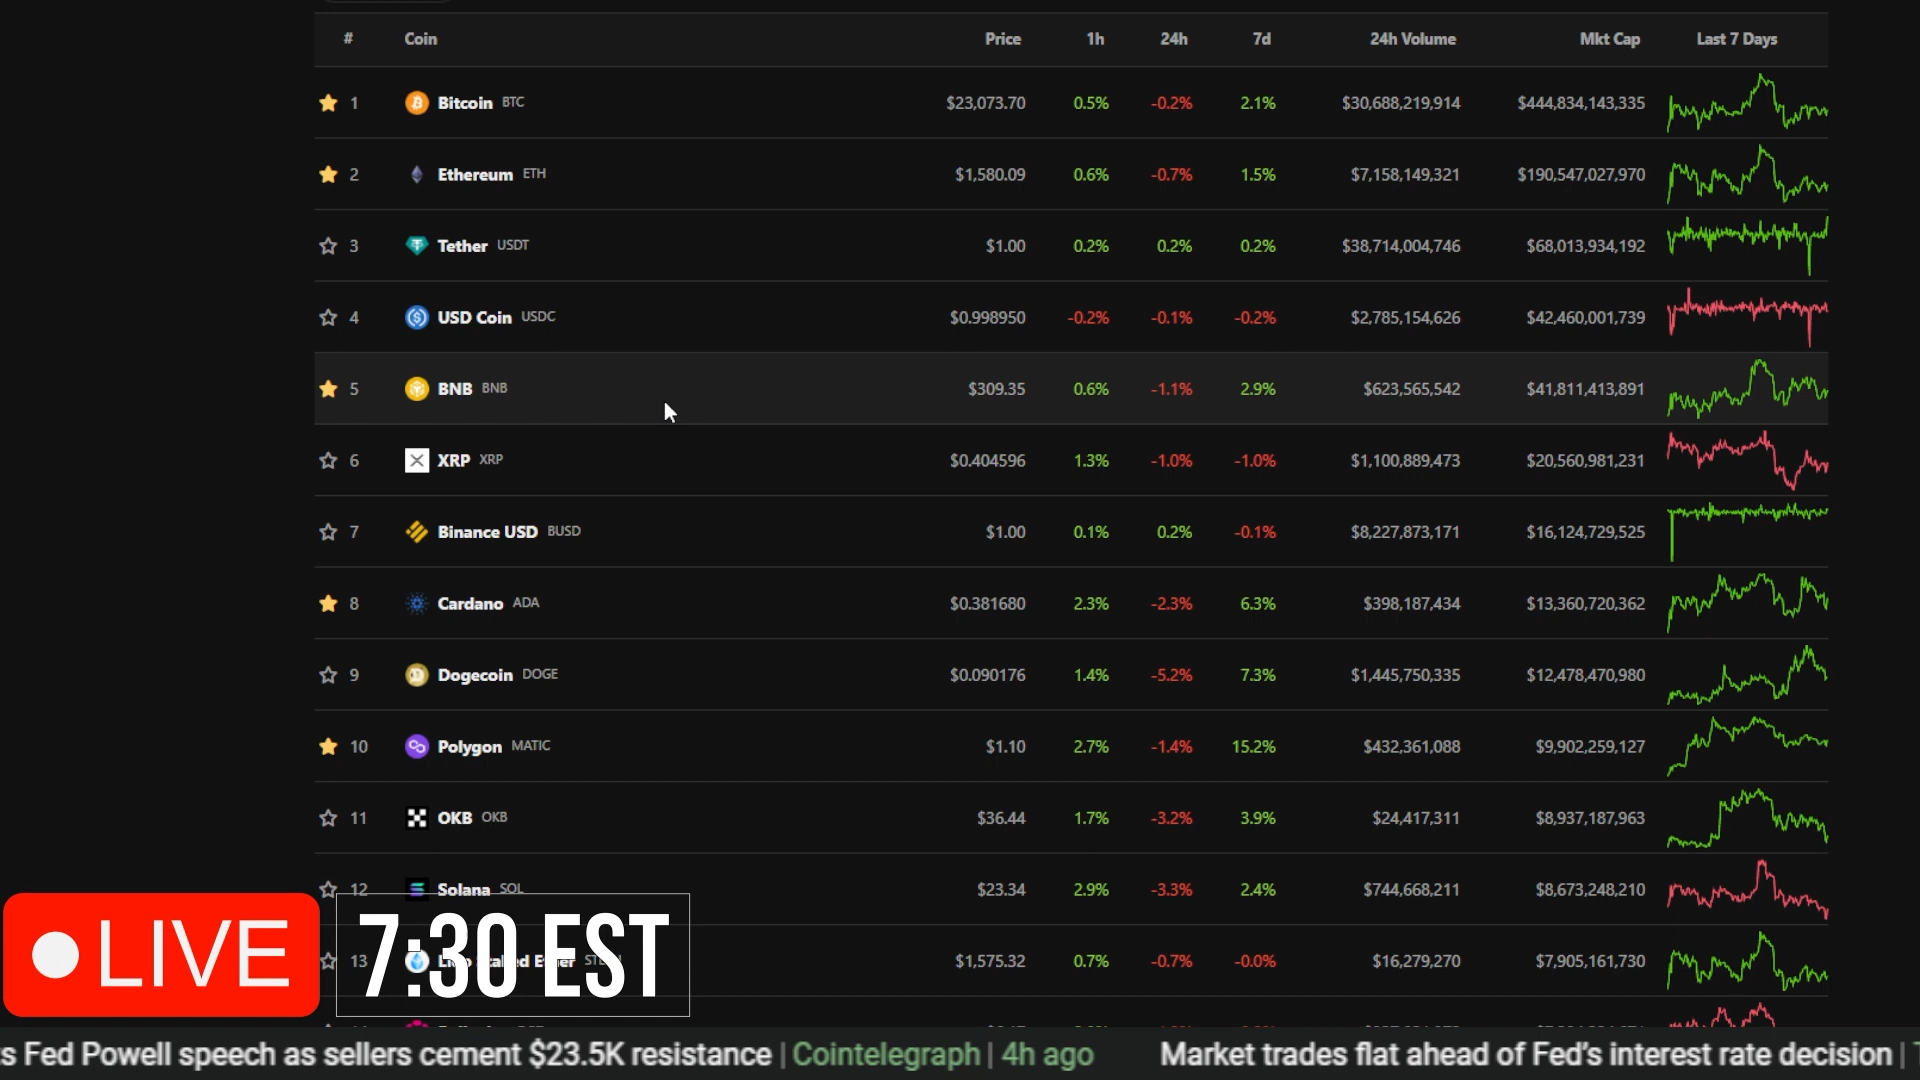 # Coin Price 1h 24h 7d 24h Volume Mkt Cap Last 7 Days
1 Bitcoin BTC $23,073.70 0.5% -0.2% 2.1% $30,688,219,914 $444,834,143,335
2 Ethereum ETH $1,580.09 0.6% -0.7% 1.5% $7,158,149,321 $190,547,027,970
3 Tether USDT $1.00 0.2% 0.2% 0.2% $38,714,004,746 $68,013,934,192
4 USD Coin USDC $0.998950 -0.2% -0.1% -0.2% $2,785,154,626 $42,460,001,739
5 BNB BNB $309.35 0.6% -1.1% 2.9% $623,565,542 $41,811,413,891
6 XRP XRP $0.404596 1.3% -1.0% -1.0% $1,100,889,473 $20,560,981,231
7 Binance USD BUSD $1.00 0.1% 0.2% -0.1% $8,227,873,171 $16,124,729,525
8 Cardano ADA $0.381680 2.3% -2.3% 6.3% $398,187,434 $13,360,720,362
9 Dogecoin DOGE $0.090176 1.4% -5.2% 7.3% $1,445,750,335 $12,478,470,980
10 Polygon MATIC $1.10 2.7% -1.4% 15.2% $432,361,088 $9,902,259,127
11 OKB OKB $36.44 1.7% -3.2% 3.9% $24,417,311 $8,937,187,963
12 Solana SOL $23.34 2.9% -3.3% 2.4% $744,668,211 $8,673,248,210
13 $1,575.32 0.7% -0.7% -0.0% $16,279,270 $7,905,161,730
LIVE 7:30 EST
s Fed Powell speech as sellers cement $23.5K resistance | Cointelegraph | 4h ago Market trades flat ahead of Fed's interest rate decision |